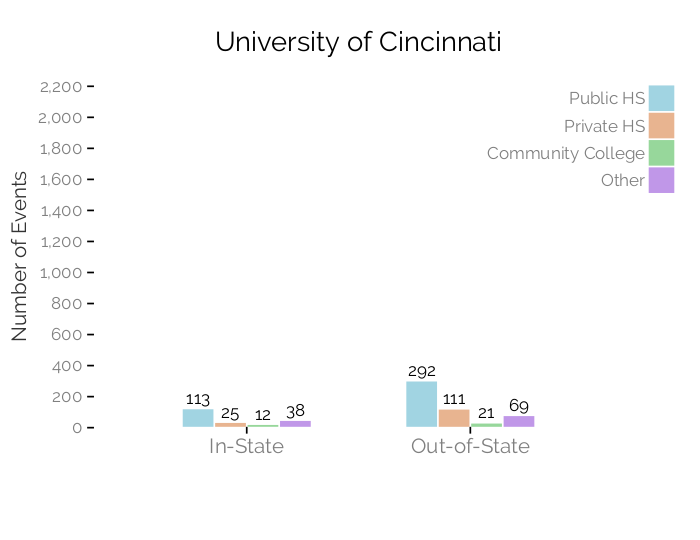 University of Cincinnati
Number of Events
2,200
2,000
1,800
1,600
1,400
1,200
1,000
800
600
400
200
0
Public HS
Private HS
Community College
Other
113
25
12
38
292
111
21
69
In-State
Out-of-State